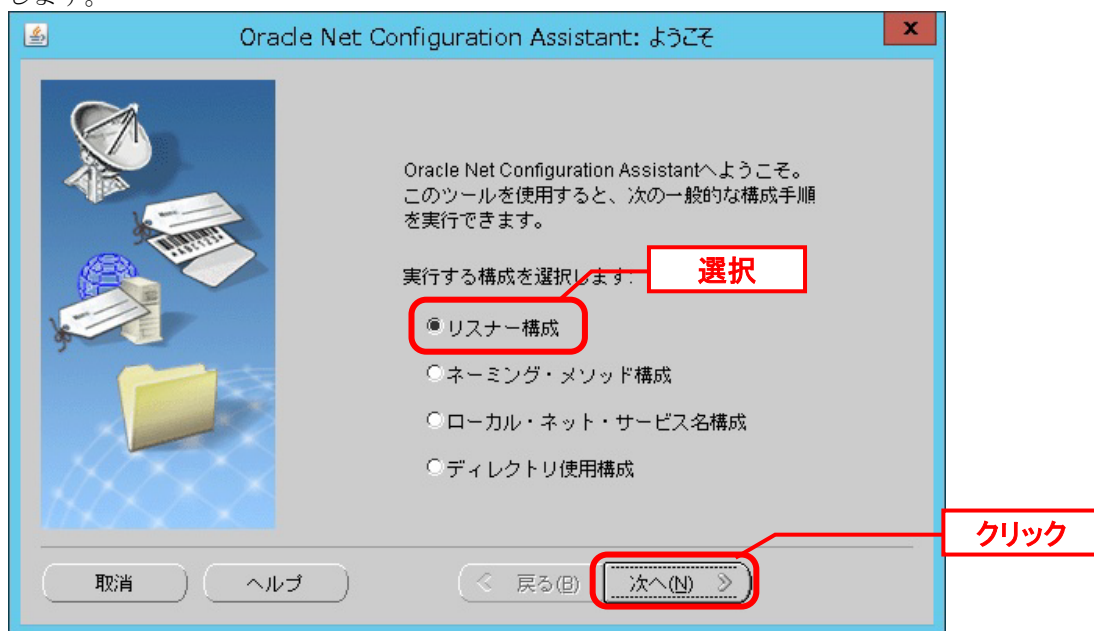 します。
Oracle Net Configuration Assistant: ようこそ
x
Oracle Net Configuration Assistantへようこそ。
このツールを使用すると、次の一般的な構成手順
を実行できます。
実行する構成を選択します:
選択
リスナー構成
ネーミング・メソッド構成
ローカル・ネット・サービス名構成
ディレクトリ使用構成
クリック
取消
ヘルプ
戻る(B)
次へ(N)